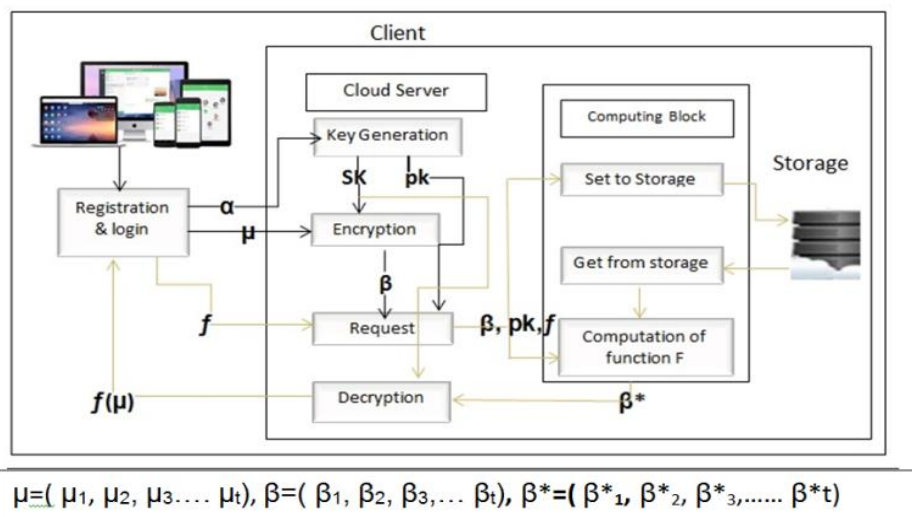 Client
Cloud Server
Computing Block
Key Generation
Storage
SK
pk
Set to Storage
Registration
& login
α
μ
Encryption
Get from storage
β
f
Request
β, pk,f
Computation of
function F
f(μ)
Decryption
β*
μ=( μ₁, μ₂, μ₃.... μₜ), β=( β₁, β₂, β₃,... βₜ), β*=( β*₁, β*₂, β*₃,...... β*t)